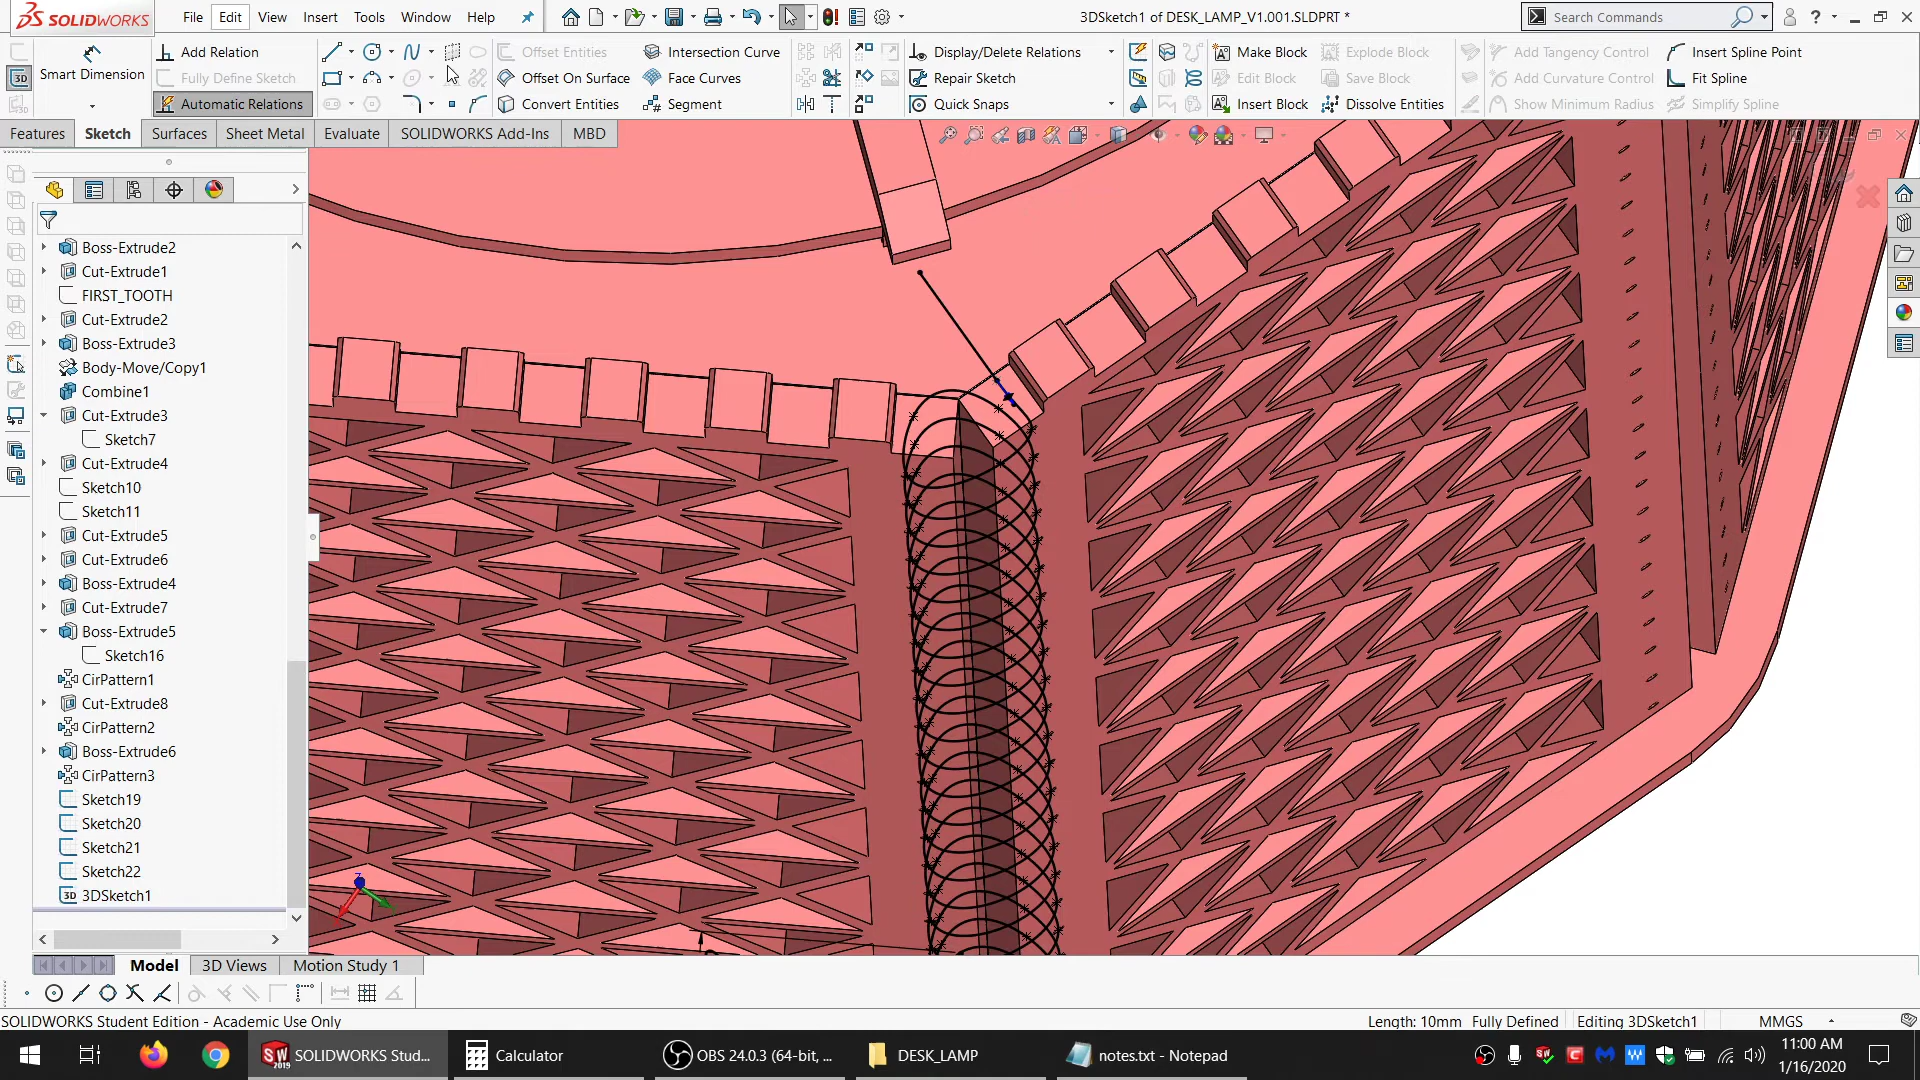 SOLIDWORKS
File Edit View Insert Tools Window Help
3DSketch1 of DESK_LAMP_V1.001.SLDPRT *
Search Commands
?
Smart Dimension
Add Relation
Fully Define Sketch
Automatic Relations
Offset Entities
Offset On Surface
Convert Entities
Intersection Curve
Face Curves
Segment
Display/Delete Relations
Repair Sketch
Quick Snaps
Make Block
Edit Block
Insert Block
Explode Block
Save Block
Dissolve Entities
Add Tangency Control
Add Curvature Control
Show Minimum Radius
Insert Spline Point
Fit Spline
Simplify Spline
Features Sketch Surfaces Sheet Metal Evaluate SOLIDWORKS Add-Ins MBD
Boss-Extrude2
Cut-Extrude1
FIRST_TOOTH
Cut-Extrude2
Boss-Extrude3
Body-Move/Copy1
Combine1
Cut-Extrude3
Sketch7
Cut-Extrude4
Sketch10
Sketch11
Cut-Extrude5
Cut-Extrude6
Boss-Extrude4
Cut-Extrude7
Boss-Extrude5
Sketch16
CirPattern1
Cut-Extrude8
CirPattern2
Boss-Extrude6
CirPattern3
Sketch19
Sketch20
Sketch21
Sketch22
3D 3DSketch1
Z
Model 3D Views Motion Study 1
SOLIDWORKS Student Edition - Academic Use Only
Length: 10mm Fully Defined Editing 3DSketch1 MMGS
SOLIDWORKS Stud...
Calculator
OBS 24.0.3 (64-bit, ...
DESK_LAMP
notes.txt - Notepad
11:00 AM
1/16/2020